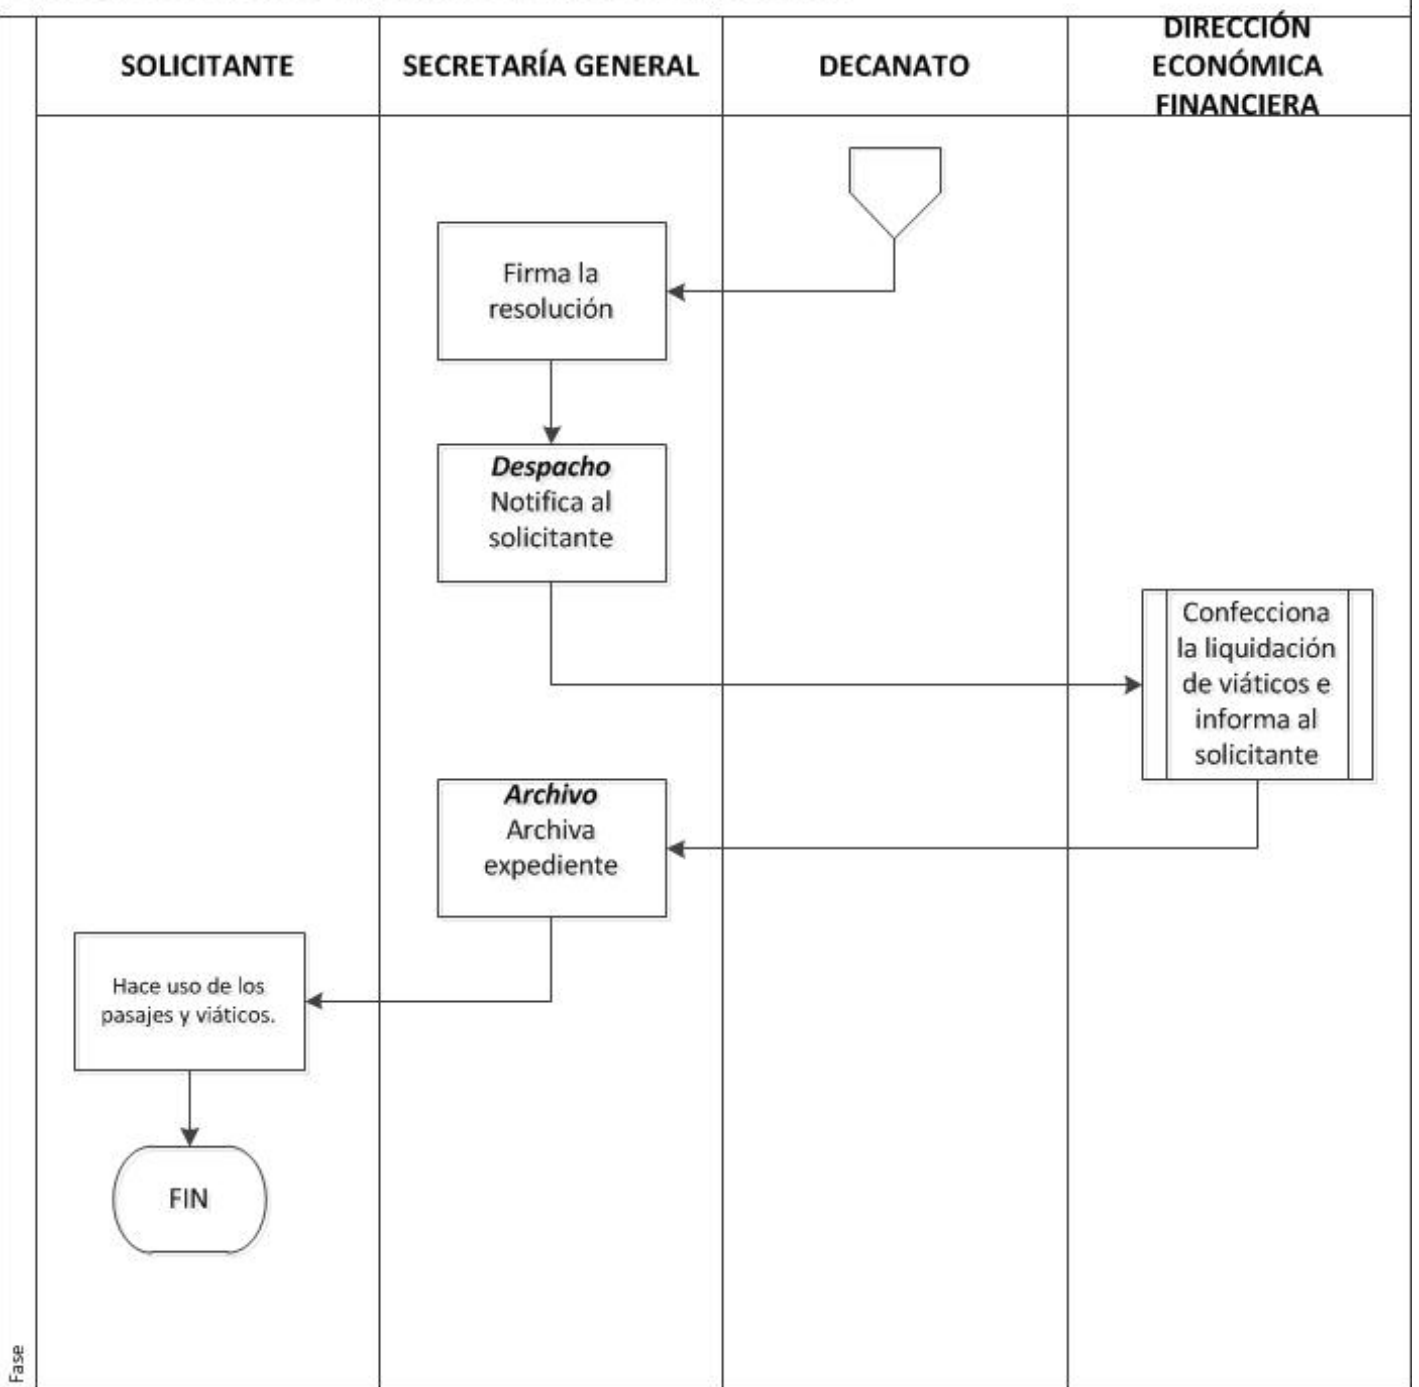 SOLICITANTE
SECRETARÍA GENERAL
DECANATO
DIRECCIÓN
ECONÓMICA
FINANCIERA
Firma la
resolución
Despacho
Notifica al
solicitante
Confecciona
la liquidación
de viáticos e
informa al
solicitante
Archivo
Archiva
expediente
Hace uso de los
pasajes y viáticos.
FIN
Fase